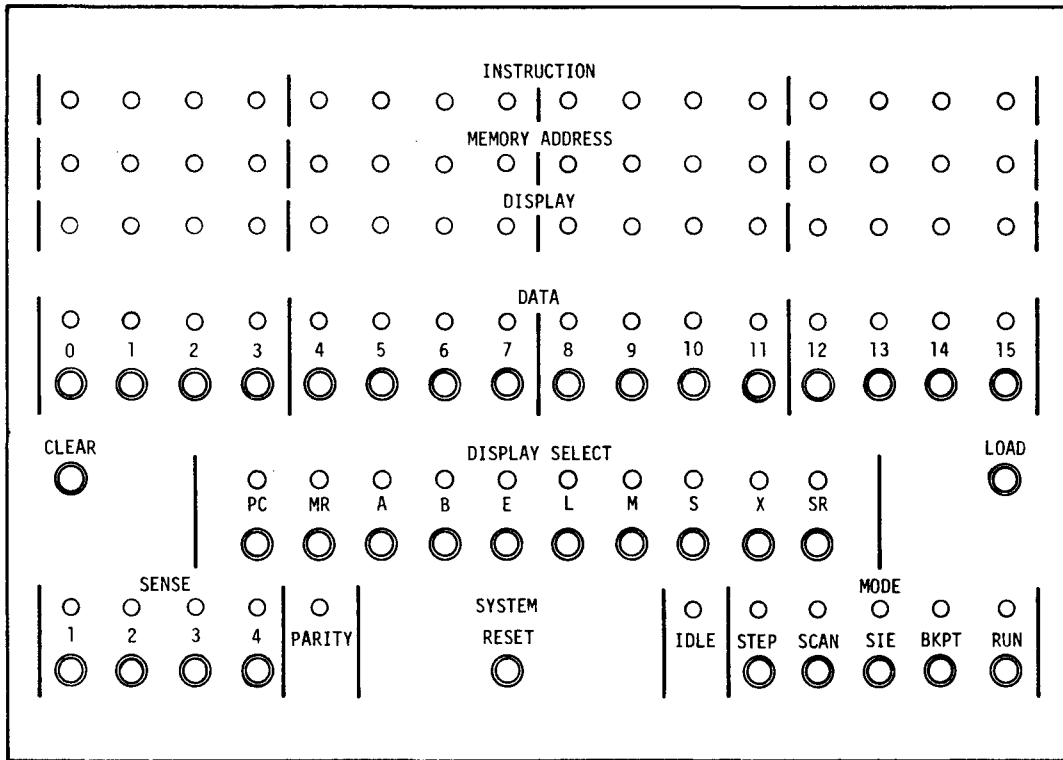 INSTRUCTION
MEMORY ADDRESS
DISPLAY
DATA
0 1 2 3 4 5 6 7 8 9 10 11 12 13 14 15
CLEAR DISPLAY SELECT LOAD
PC MR A B E L M S X SR
SENSE SYSTEM MODE
1 2 3 4 PARITY RESET IDLE STEP SCAN SIE BKPT RUN